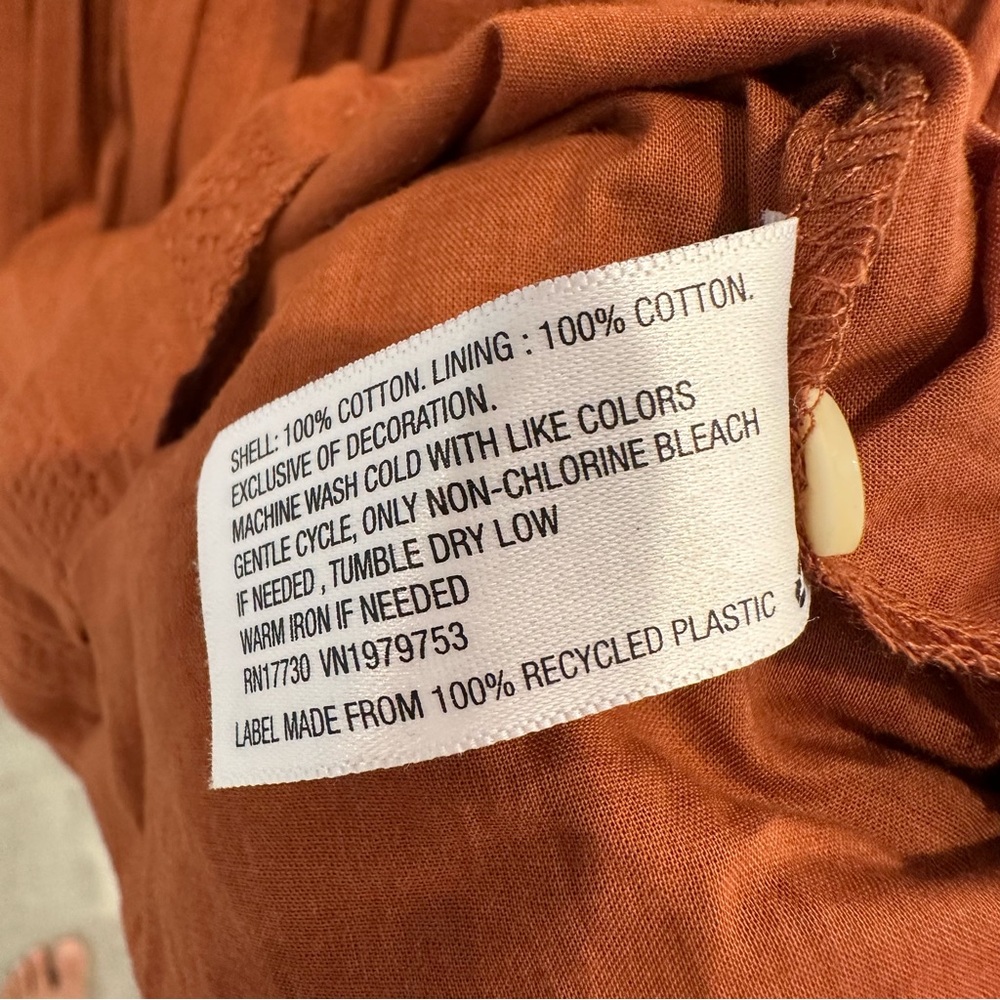 SHELL: 100% COTTON. LINING : 100% COTTON.
EXCLUSIVE OF DECORATION.
MACHINE WASH COLD WITH LIKE COLORS
GENTLE CYCLE, ONLY NON-CHLORINE BLEACH
IF NEEDED , TUMBLE DRY LOW
WARM IRON IF NEEDED
RN17730 VN1979753
LABEL MADE FROM 100% RECYCLED PLASTIC